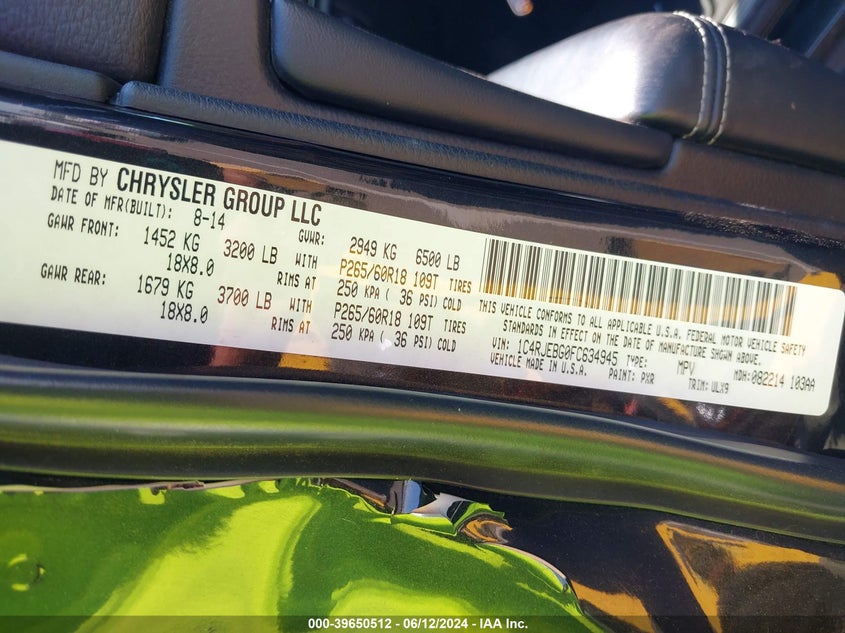 MFD BY CHRYSLER GROUP LLC
DATE OF MFR(BUILT): 8-14 GVWR: 2949 KG 6500 LB
GAWR FRONT: 1452 KG 3200 LB WITH P265/60R18 109T TIRES
18X8.0 RIMS AT 250 KPA ( 36 PSI) COLD
GAWR REAR: 1679 KG 3700 LB WITH P265/60R18 109T TIRES
18X8.0 RIMS AT 250 KPA ( 36 PSI) COLD
THIS VEHICLE CONFORMS TO ALL APPLICABLE U.S.A. FEDERAL MOTOR VEHICLE SAFETY
STANDARDS IN EFFECT ON THE DATE OF MANUFACTURE SHOWN ABOVE.
VIN: 1C4RJEBG0FC634945 TYPE: MPV MDH: 082214 103AA
VEHICLE MADE IN U.S.A. PAINT: PXR TRIM: VLX9
000-39650512 - 06/12/2024 - IAA Inc.